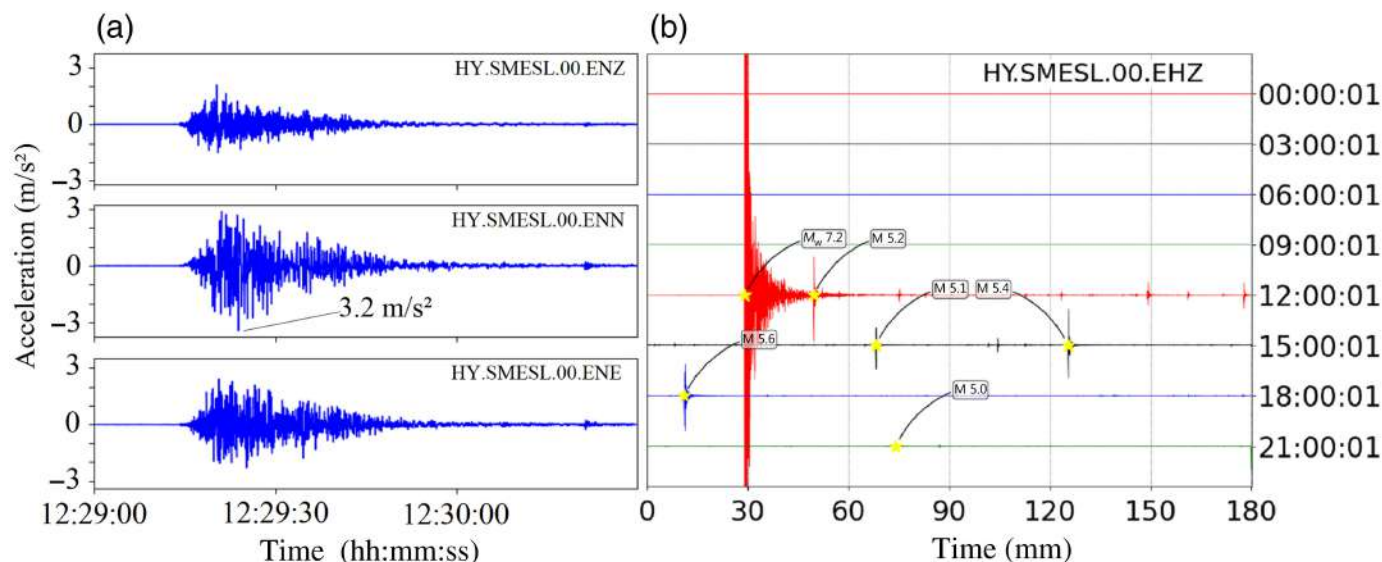 (a)
Acceleration (m/s²)
3
0
−3
HY.SMESL.00.ENZ
3
0
−3
HY.SMESL.00.ENN
3.2 m/s²
3
0
−3
HY.SMESL.00.ENE
12:29:00
12:29:30
12:30:00
Time (hh:mm:ss)
(b)
HY.SMESL.00.EHZ
00:00:01
03:00:01
06:00:01
09:00:01
Mw 7.2
M 5.2
12:00:01
M 5.1
M 5.4
15:00:01
M 5.6
18:00:01
M 5.0
21:00:01
0
30
60
90
120
150
180
Time (mm)